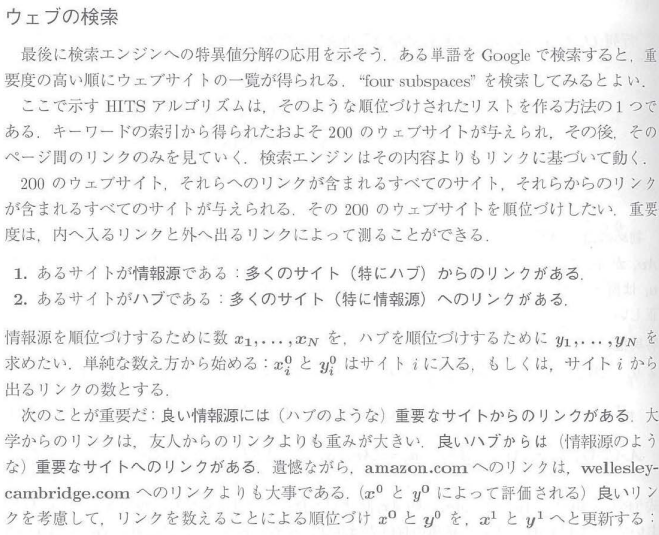 ウェブの検索
最後に検索エンジンへの特異値分解の応用を示そう．ある単語を Google で検索すると，重
要度の高い順にウェブサイトの一覧が得られる．“four subspaces” を検索してみるとよい．
ここで示す HITS アルゴリズムは，そのような順位づけされたリストを作る方法の1つで
ある．キーワードの索引から得られたおよそ 200 のウェブサイトが与えられ，その後，その
ページ間のリンクのみを見ていく．検索エンジンはその内容よりもリンクに基づいて動く．
200 のウェブサイト，それらへのリンクが含まれるすべてのサイト，それらからのリンク
が含まれるすべてのサイトが与えられる．その 200 のウェブサイトを順位づけしたい．重要
度は，内へ入るリンクと外へ出るリンクによって測ることができる．
1. あるサイトが情報源である：多くのサイト（特にハブ）からのリンクがある．
2. あるサイトがハブである：多くのサイト（特に情報源）へのリンクがある．
情報源を順位づけするために数 x₁, . . . , x_N を，ハブを順位づけするために y₁, . . . , y_N を
求めたい．単純な数え方から始める：x_i^0 と y_i^0 はサイト i に入る，もしくは，サイト i から
出るリンクの数とする．
次のことが重要だ：良い情報源には（ハブのような）重要なサイトからのリンクがある．大
学からのリンクは，友人からのリンクよりも重みが大きい．良いハブからは（情報源のよう
な）重要なサイトへのリンクがある．遺憾ながら，amazon.com へのリンクは，wellesley-
cambridge.com へのリンクよりも大事である．（x⁰ と y⁰ によって評価される）良いリン
クを考慮して，リンクを数えることによる順位づけ x⁰ と y⁰ を，x¹ と y¹ へと更新する：